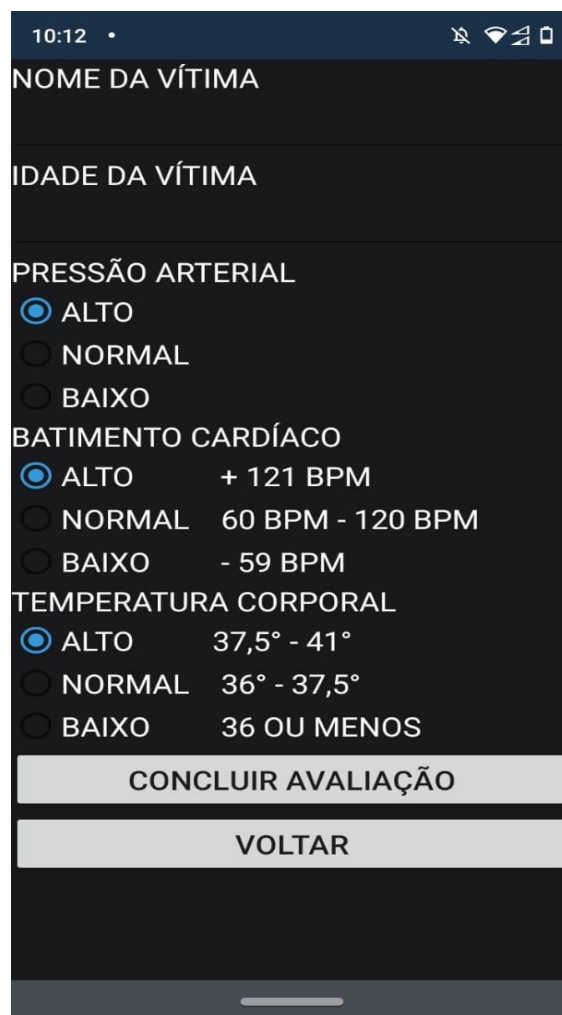 10:12
NOME DA VÍTIMA
IDADE DA VÍTIMA
PRESSÃO ARTERIAL
ALTO
NORMAL
BAIXO
BATIMENTO CARDÍACO
ALTO + 121 BPM
NORMAL 60 BPM - 120 BPM
BAIXO - 59 BPM
TEMPERATURA CORPORAL
ALTO 37,5° - 41°
NORMAL 36° - 37,5°
BAIXO 36 OU MENOS
CONCLUIR AVALIAÇÃO
VOLTAR